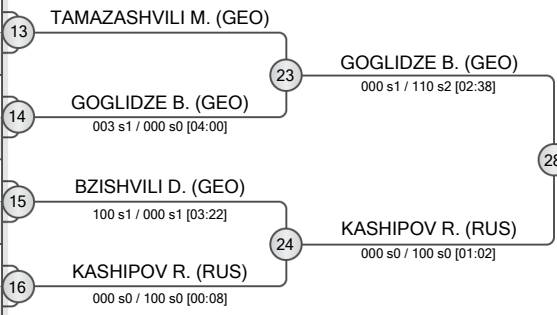 13
TAMAZASHVILI M. (GEO)
23
GOGLIDZE B. (GEO)
000 s1 / 110 s2 [02:38]
14
GOGLIDZE B. (GEO)
003 s1 / 000 s0 [04:00]
28
15
BZISHVILI D. (GEO)
100 s1 / 000 s1 [03:22]
24
KASHIPOV R. (RUS)
000 s0 / 100 s0 [01:02]
16
KASHIPOV R. (RUS)
000 s0 / 100 s0 [00:08]